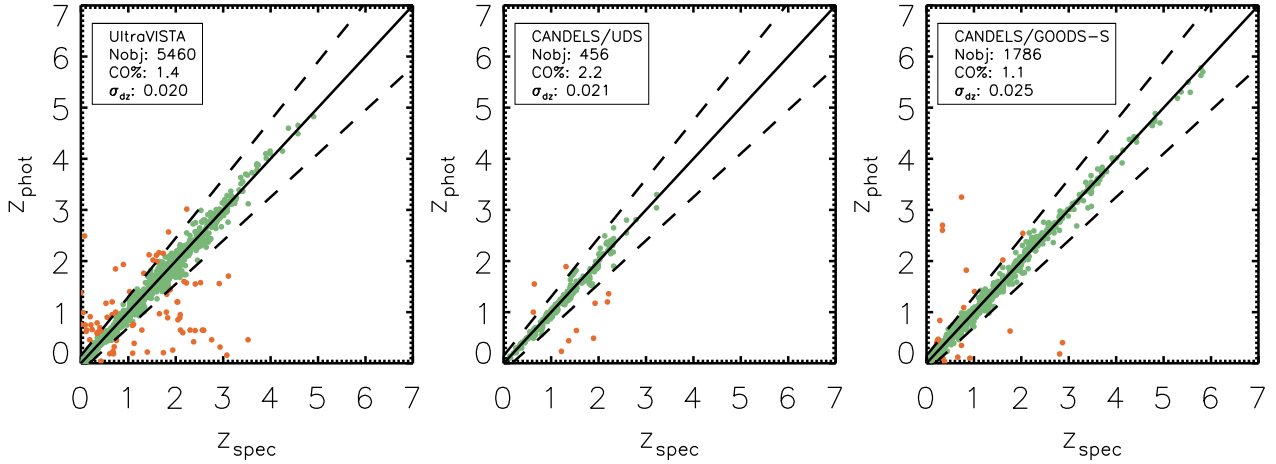 7
6
5
4
3
2
1
0
Zphot
UltraVISTA
Nobj: 5460
CO%: 1.4
σdz: 0.020
0 1 2 3 4 5 6 7
Zspec
7
6
5
4
3
2
1
0
Zphot
CANDELS/UDS
Nobj: 456
CO%: 2.2
σdz: 0.021
0 1 2 3 4 5 6 7
Zspec
7
6
5
4
3
2
1
0
Zphot
CANDELS/GOODS-S
Nobj: 1786
CO%: 1.1
σdz: 0.025
0 1 2 3 4 5 6 7
Zspec